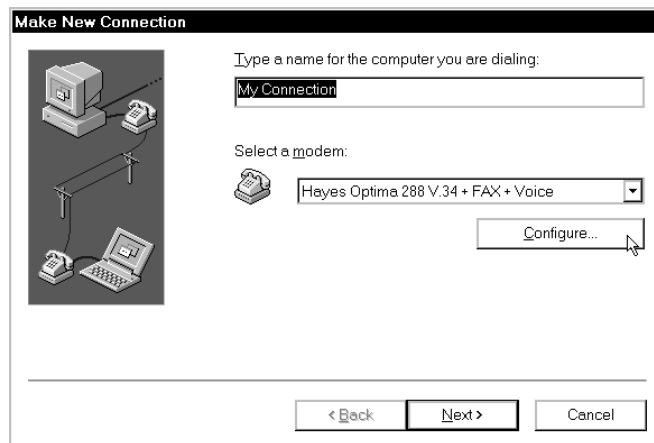 Make New Connection
Type a name for the computer you are dialing:
My Connection
Select a modem:
Hayes Optima 288 V.34 + FAX + Voice
Configure...
< Back
Next >
Cancel